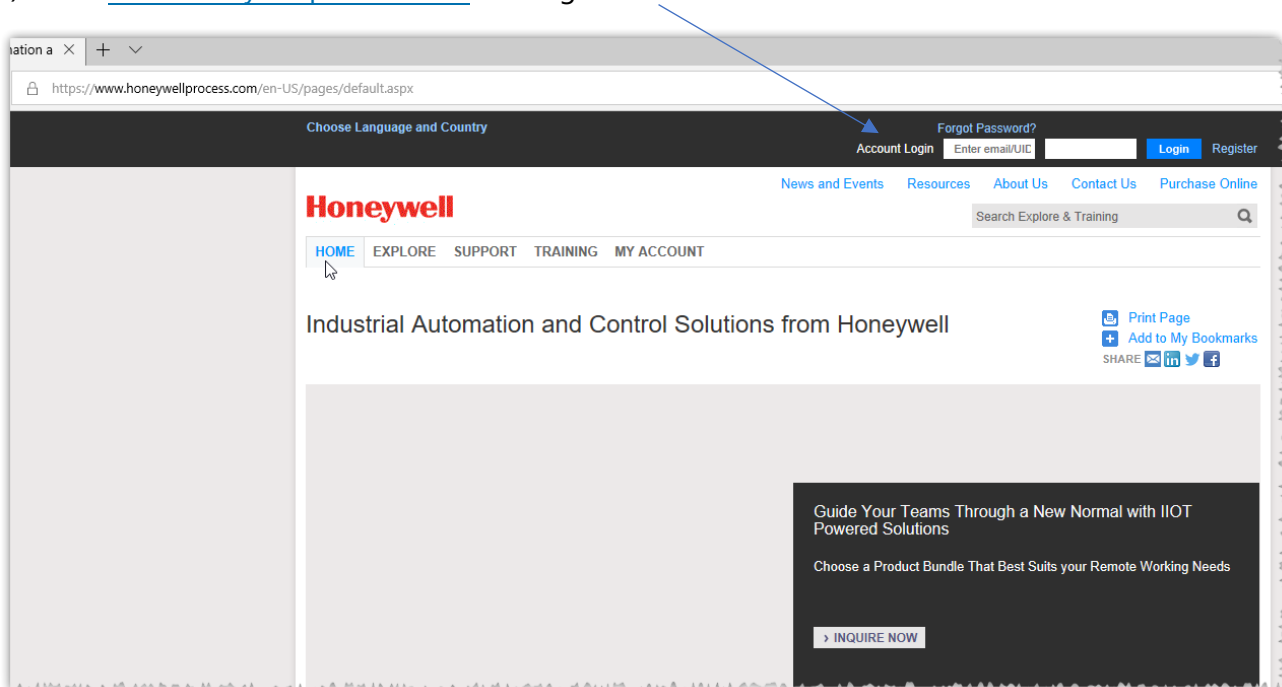 ation a
https://www.honeywellprocess.com/en-US/pages/default.aspx
Choose Language and Country
Forgot Password?
Account Login Enter email/UID Login Register
News and Events Resources About Us Contact Us Purchase Online
Honeywell
Search Explore & Training
HOME EXPLORE SUPPORT TRAINING MY ACCOUNT
Industrial Automation and Control Solutions from Honeywell
Print Page
Add to My Bookmarks
SHARE
Guide Your Teams Through a New Normal with IIOT
Powered Solutions
Choose a Product Bundle That Best Suits your Remote Working Needs
› INQUIRE NOW